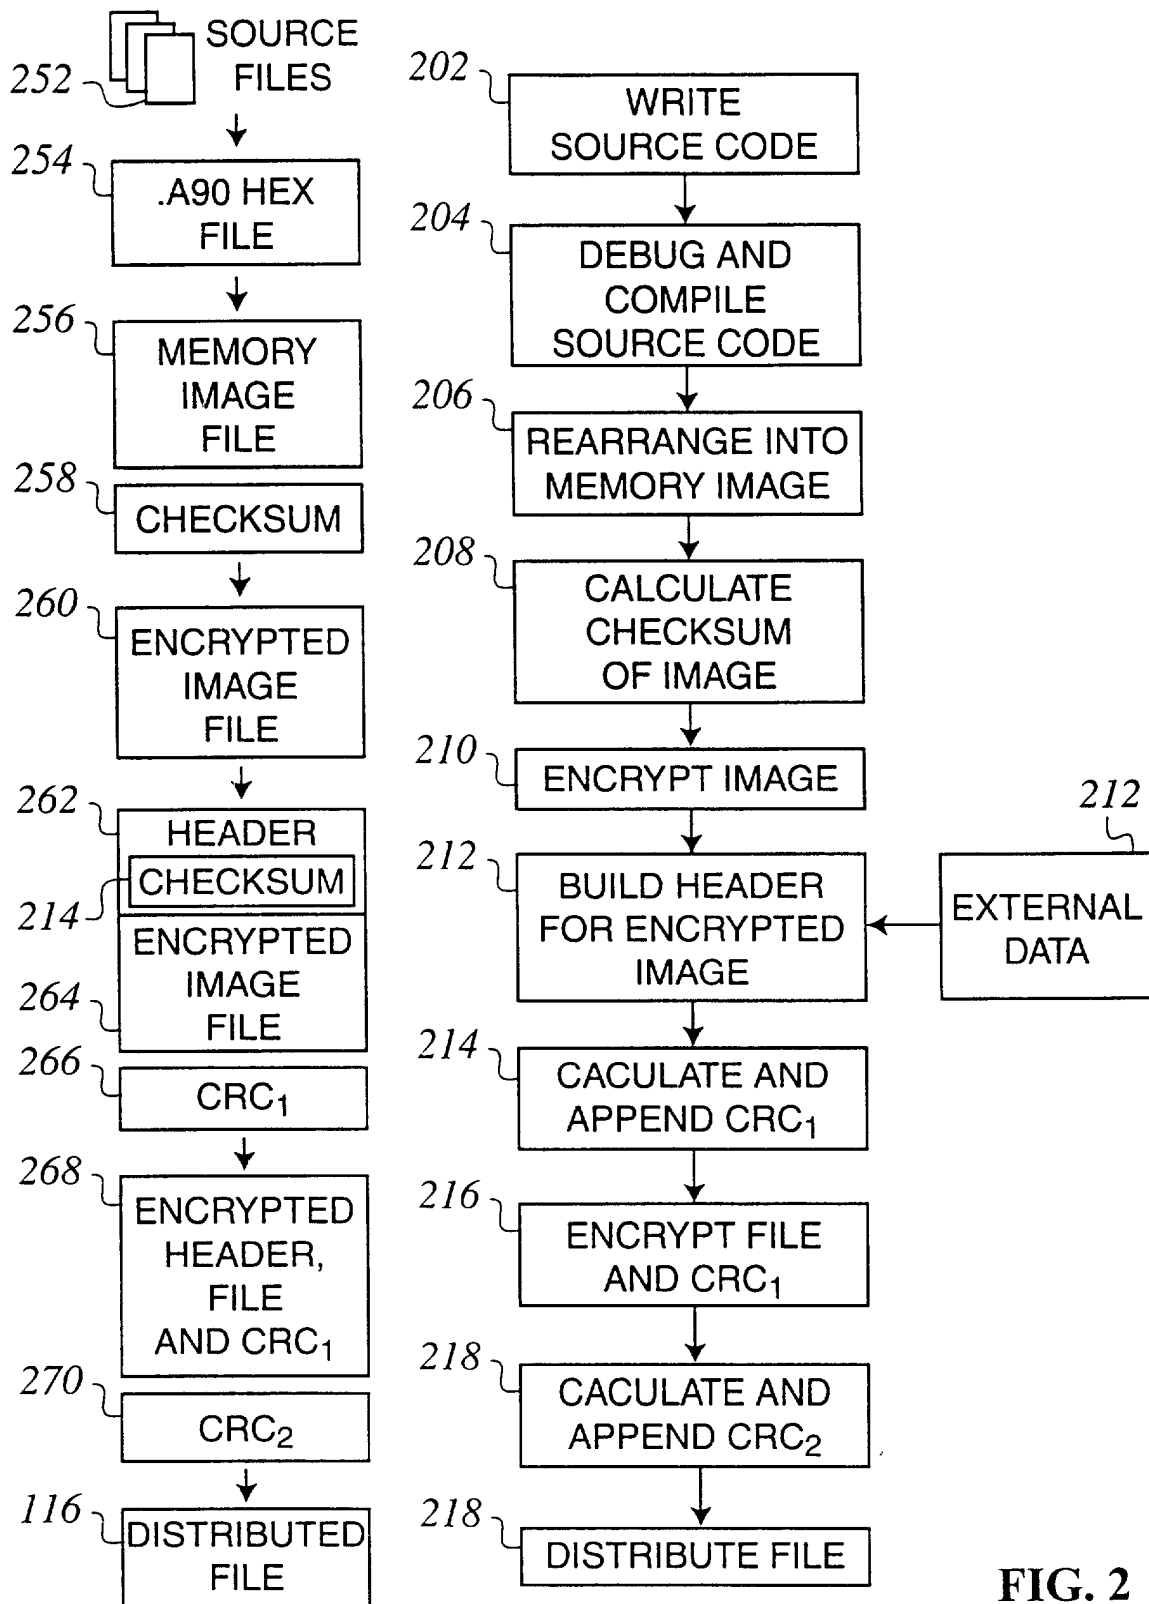 SOURCE
FILES
252
254
.A90 HEX
FILE
256
MEMORY
IMAGE
FILE
258
CHECKSUM
260
ENCRYPTED
IMAGE
FILE
262
HEADER
CHECKSUM
214
ENCRYPTED
IMAGE
FILE
264
266
CRC1
268
ENCRYPTED
HEADER,
FILE
AND CRC1
270
CRC2
116
DISTRIBUTED
FILE
202
WRITE
SOURCE CODE
204
DEBUG AND
COMPILE
SOURCE CODE
206
REARRANGE INTO
MEMORY IMAGE
208
CALCULATE
CHECKSUM
OF IMAGE
210
ENCRYPT IMAGE
212
BUILD HEADER
FOR ENCRYPTED
IMAGE
212
EXTERNAL
DATA
214
CACULATE AND
APPEND CRC1
216
ENCRYPT FILE
AND CRC1
218
CACULATE AND
APPEND CRC2
218
DISTRIBUTE FILE
FIG. 2